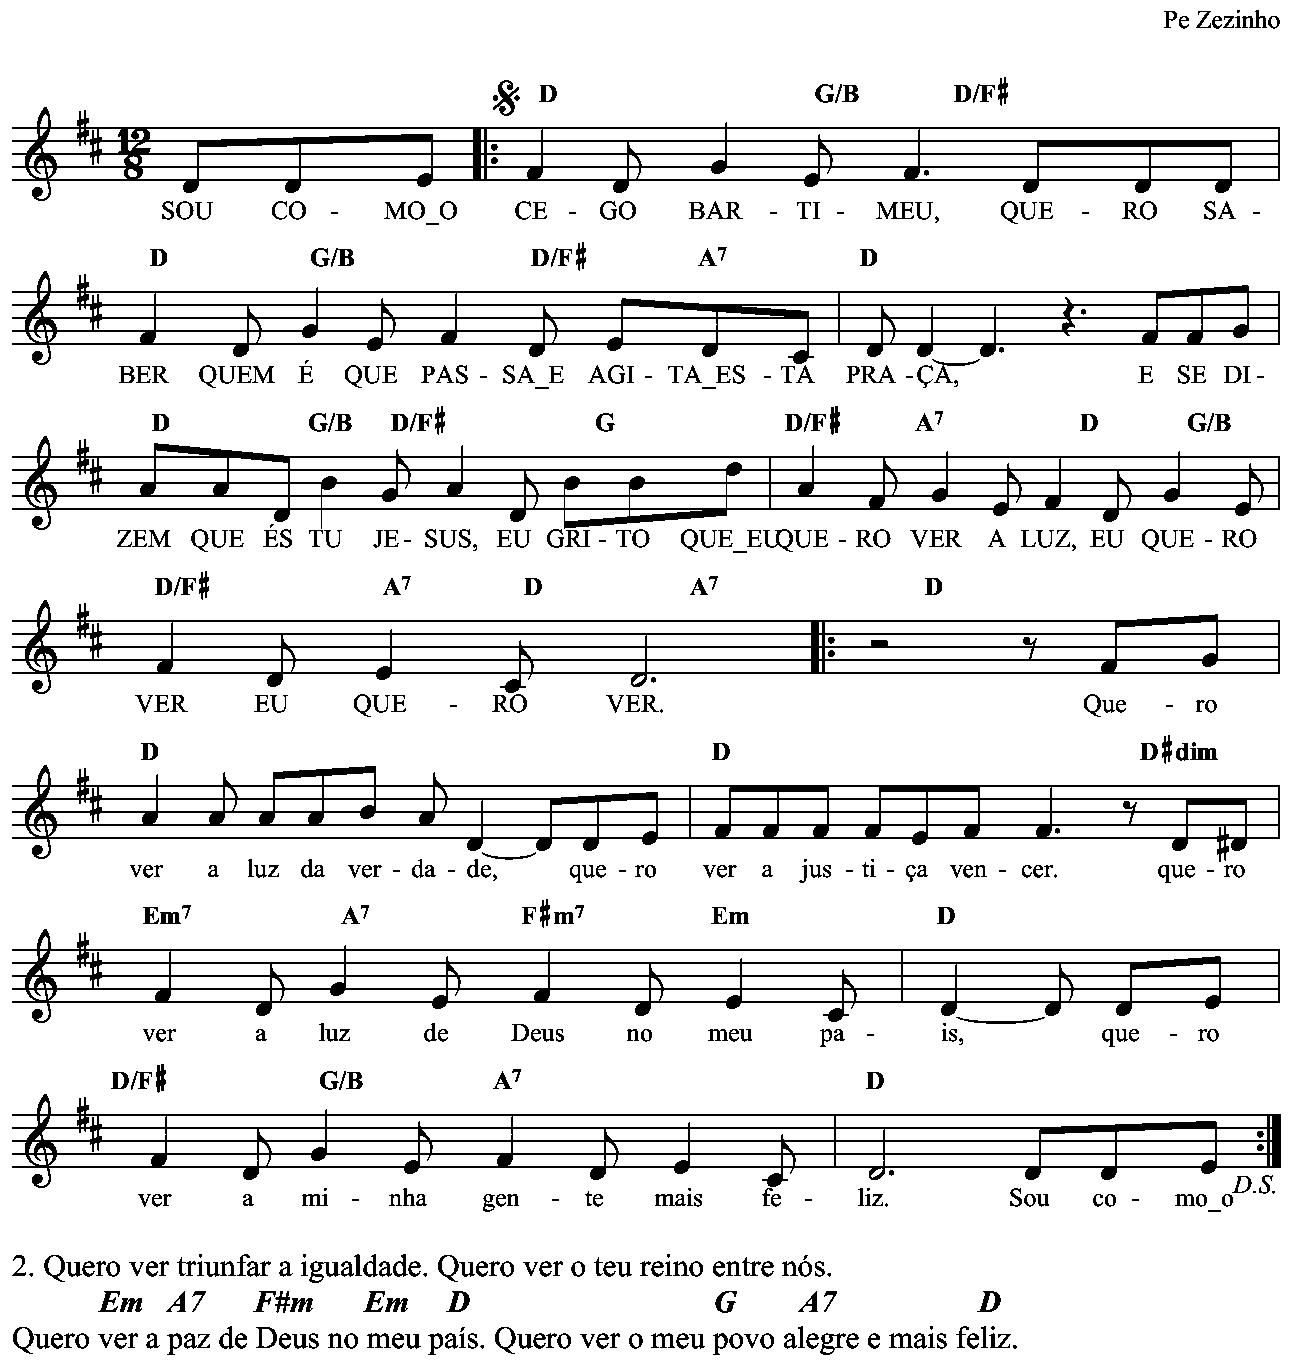 Pe Zezinho
D G/B D/F#
12
8
SOU CO - MO_O CE - GO BAR - TI - MEU, QUE - RO SA -
D G/B D/F# A7 D
BER QUEM É QUE PAS - SA_E AGI - TA_ES - TA PRA - ÇA, E SE DI -
D G/B D/F# G D/F# A7 D G/B
ZEM QUE ÉS TU JE - SUS, EU GRI - TO QUE_EU QUE - RO VER A LUZ, EU QUE - RO
D/F# A7 D A7 D
VER EU QUE - RO VER. Que - ro
D D D#dim
ver a luz da ver - da - de, que - ro ver a jus - ti - ça ven - cer. que - ro
Em7 A7 F#m7 Em D
ver a luz de Deus no meu pa - is, que - ro
D/F# G/B A7 D
ver a mi - nha gen - te mais fe - liz. Sou co - mo_o D.S.
2. Quero ver triunfar a igualdade. Quero ver o teu reino entre nós.
Em A7 F#m Em D G A7 D
Quero ver a paz de Deus no meu país. Quero ver o meu povo alegre e mais feliz.